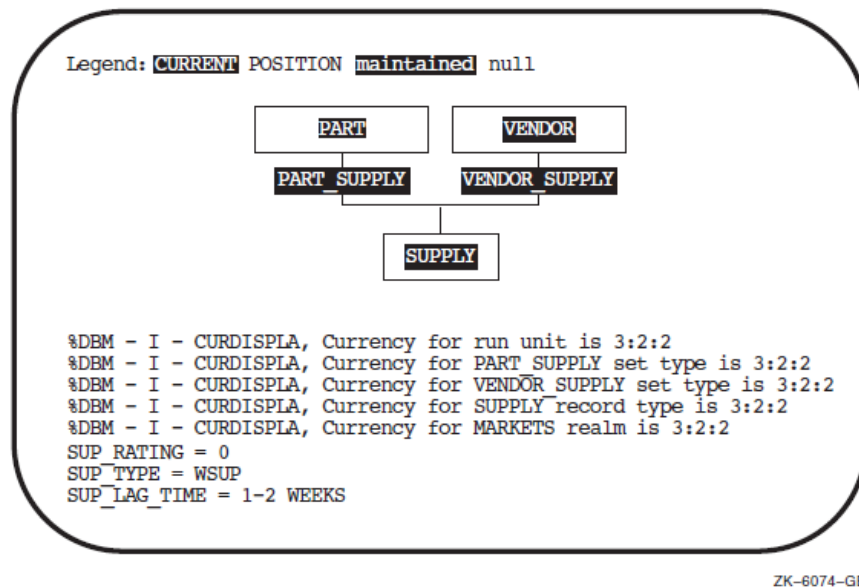 Legend: CURRENT POSITION maintained null
PART VENDOR
PART_SUPPLY VENDOR_SUPPLY
SUPPLY
%DBM - I - CURDISPLA, Currency for run unit is 3:2:2
%DBM - I - CURDISPLA, Currency for PART_SUPPLY set type is 3:2:2
%DBM - I - CURDISPLA, Currency for VENDOR_SUPPLY set type is 3:2:2
%DBM - I - CURDISPLA, Currency for SUPPLY record type is 3:2:2
%DBM - I - CURDISPLA, Currency for MARKETS realm is 3:2:2
SUP_RATING = 0
SUP_TYPE = WSUP
SUP_LAG_TIME = 1-2 WEEKS
ZK-6074-GE